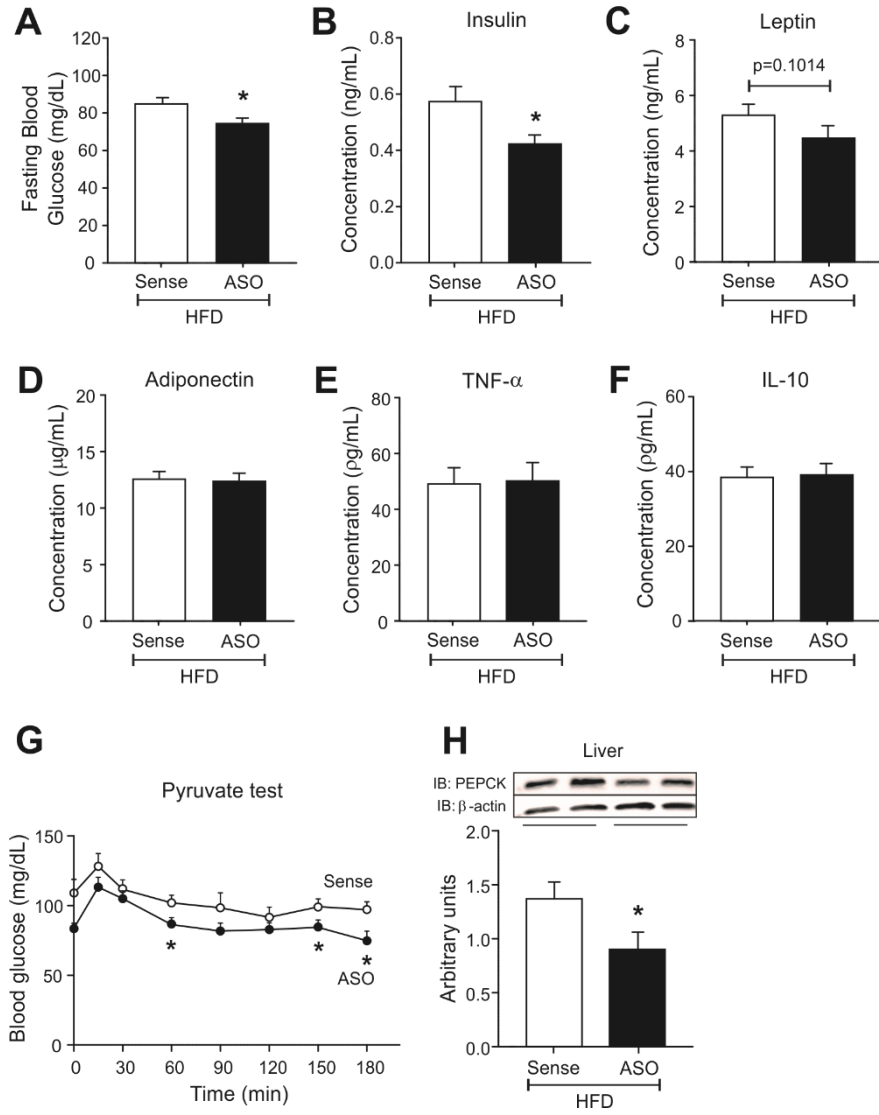 A
Fasting Blood
Glucose (mg/dL)
120
100
80
60
40
20
0
*
Sense ASO
HFD
B
Insulin
Concentration (ng/mL)
0.8
0.6
0.4
0.2
0.0
*
Sense ASO
HFD
C
Leptin
Concentration (ng/mL)
8
6
4
2
0
p=0.1014
Sense ASO
HFD
D
Adiponectin
Concentration (μg/mL)
20
15
10
5
0
Sense ASO
HFD
E
TNF-α
Concentration (ρg/mL)
80
60
40
20
0
Sense ASO
HFD
F
IL-10
Concentration (ρg/mL)
60
40
20
0
Sense ASO
HFD
G
Pyruvate test
Blood glucose (mg/dL)
150
100
50
0
Sense
* * *
ASO
0 30 60 90 120 150 180
Time (min)
H
Liver
IB: PEPCK
IB: β-actin
Arbitrary units
2.0
1.5
1.0
0.5
0.0
*
Sense ASO
HFD